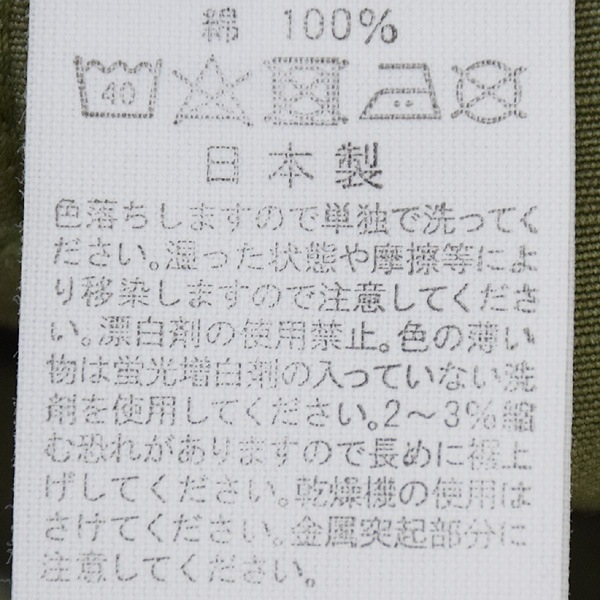 綿 100%
40
日本製
色落ちしますので単独で洗ってく
ださい。湿った状態や摩擦等によ
り移染しますので注意してくださ
い。漂白剤の使用禁止。色の薄い
物は蛍光増白剤の入っていない洗
剤を使用してください。2～3%縮
む恐れがありますので長めに裾上
げしてください。乾燥機の使用は
さけてください。金属突起部分に
注意してください。